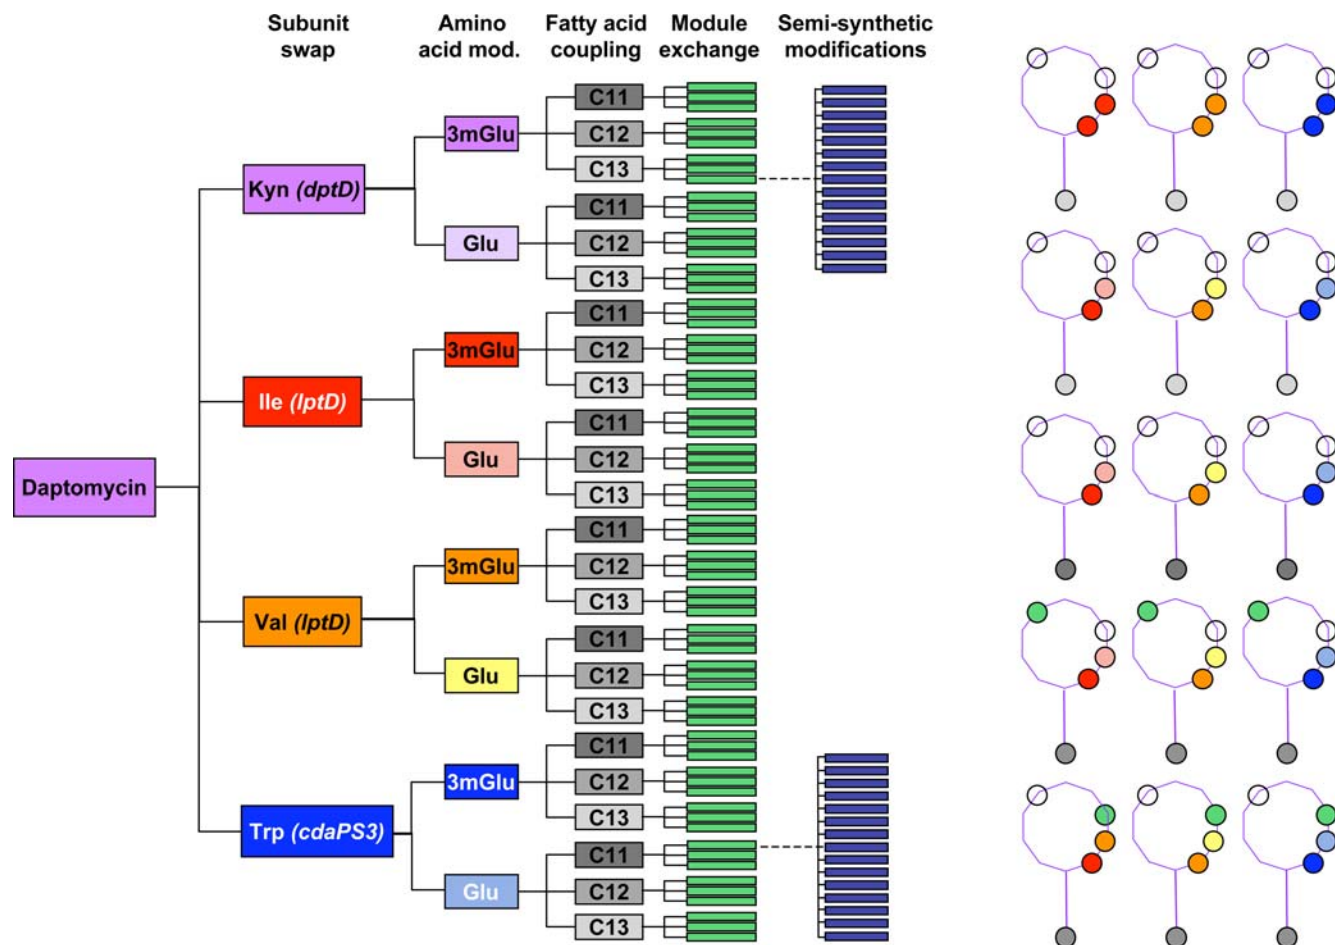 Subunit
swap
Amino
acid mod.
Fatty acid
coupling
Module
exchange
Semi-synthetic
modifications
Daptomycin
Kyn (dptD)
3mGlu
C11
C12
C13
Glu
C11
C12
C13
Ile (lptD)
3mGlu
C11
C12
C13
Glu
C11
C12
C13
Val (lptD)
3mGlu
C11
C12
C13
Glu
C11
C12
C13
Trp (cdaPS3)
3mGlu
C11
C12
C13
Glu
C11
C12
C13